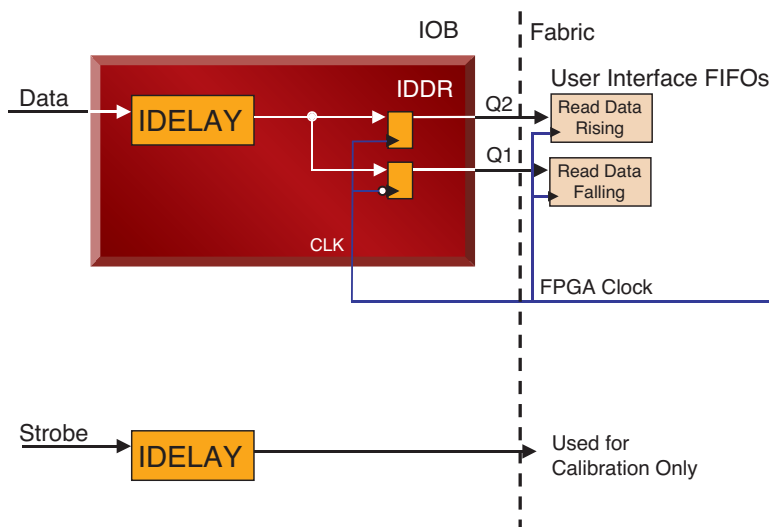 IOB
Fabric
User Interface FIFOs
Data
IDELAY
IDDR
Q2
Read Data
Rising
Q1
Read Data
Falling
CLK
FPGA Clock
Strobe
IDELAY
Used for
Calibration Only